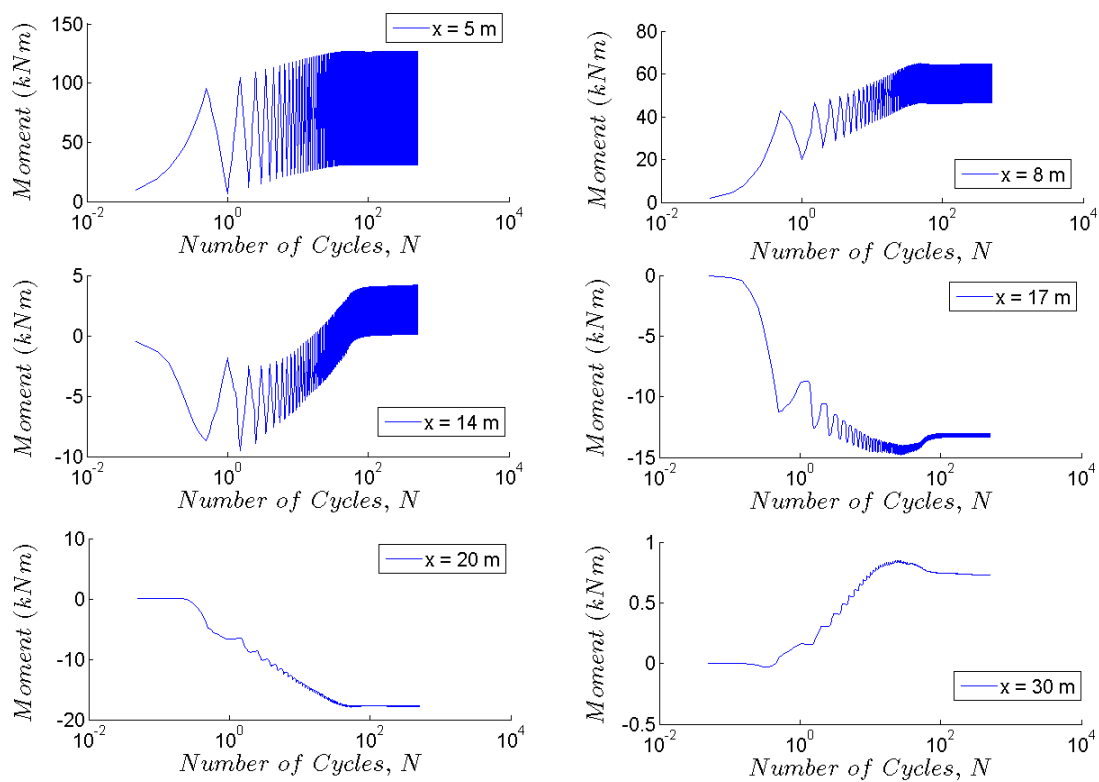 150
100
50
0
Moment (kNm)
x = 5 m
10^-2 10^0 10^2 10^4
Number of Cycles, N
80
60
40
20
0
Moment (kNm)
x = 8 m
10^-2 10^0 10^2 10^4
Number of Cycles, N
5
0
-5
-10
Moment (kNm)
x = 14 m
10^-2 10^0 10^2 10^4
Number of Cycles, N
0
-5
-10
-15
Moment (kNm)
x = 17 m
10^-2 10^0 10^2 10^4
Number of Cycles, N
10
0
-10
-20
Moment (kNm)
x = 20 m
10^-2 10^0 10^2 10^4
Number of Cycles, N
1
0.5
0
-0.5
Moment (kNm)
x = 30 m
10^-2 10^0 10^2 10^4
Number of Cycles, N